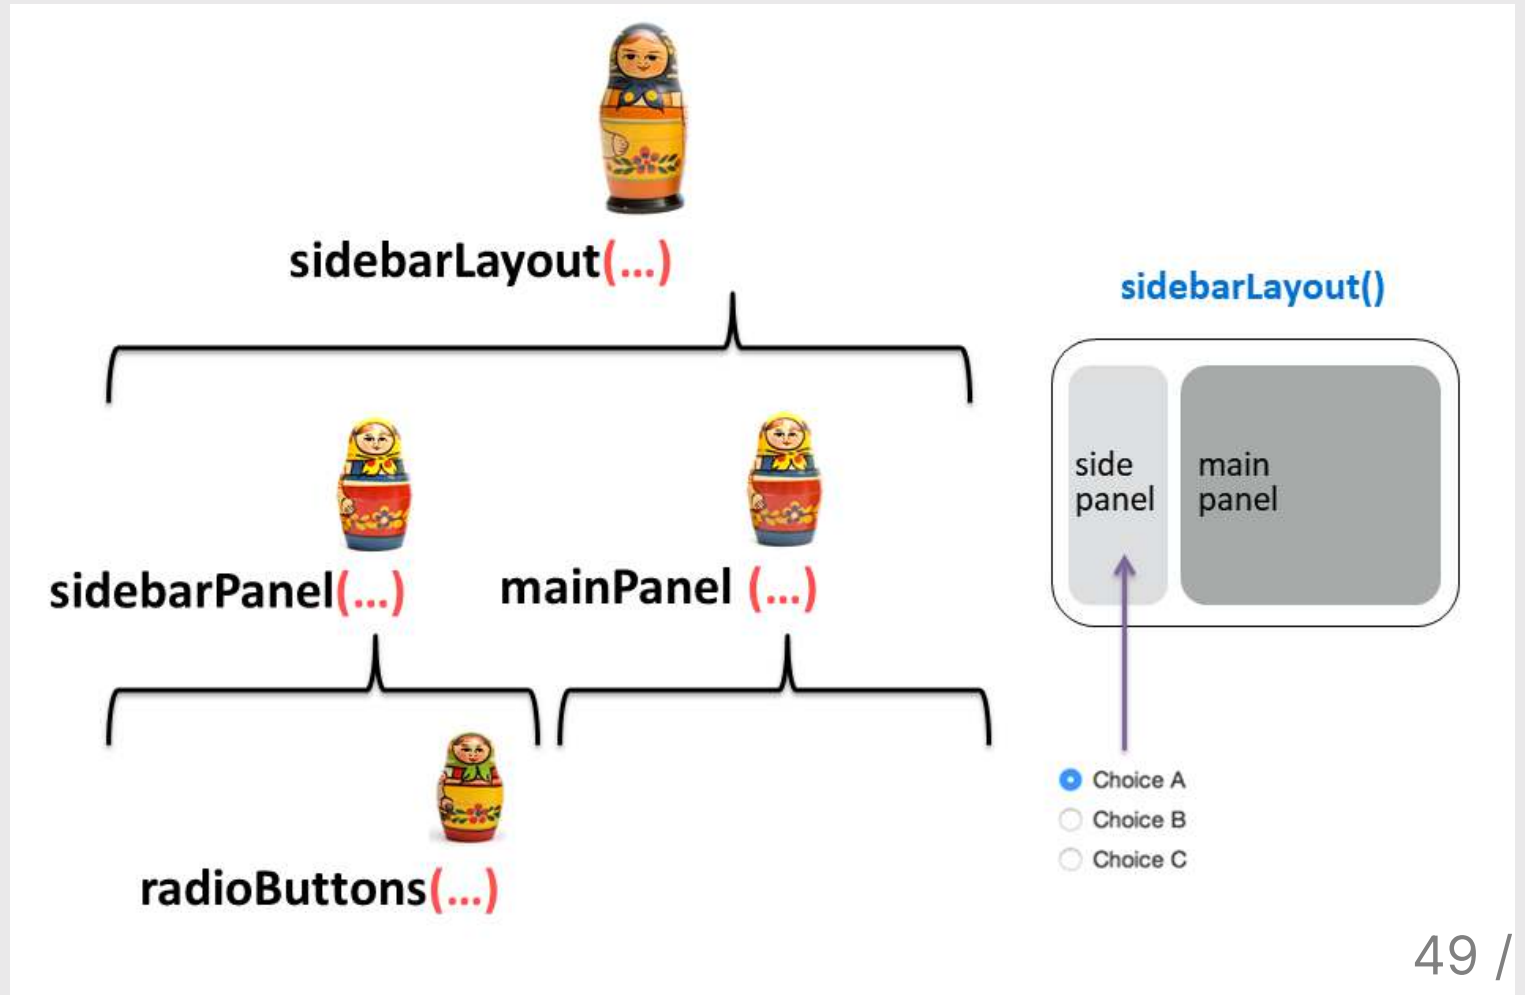 sidebarLayout(...)
sidebarPanel(...)
mainPanel (...)
radioButtons(...)
sidebarLayout()
side
panel
main
panel
Choice A
Choice B
Choice C
49 /